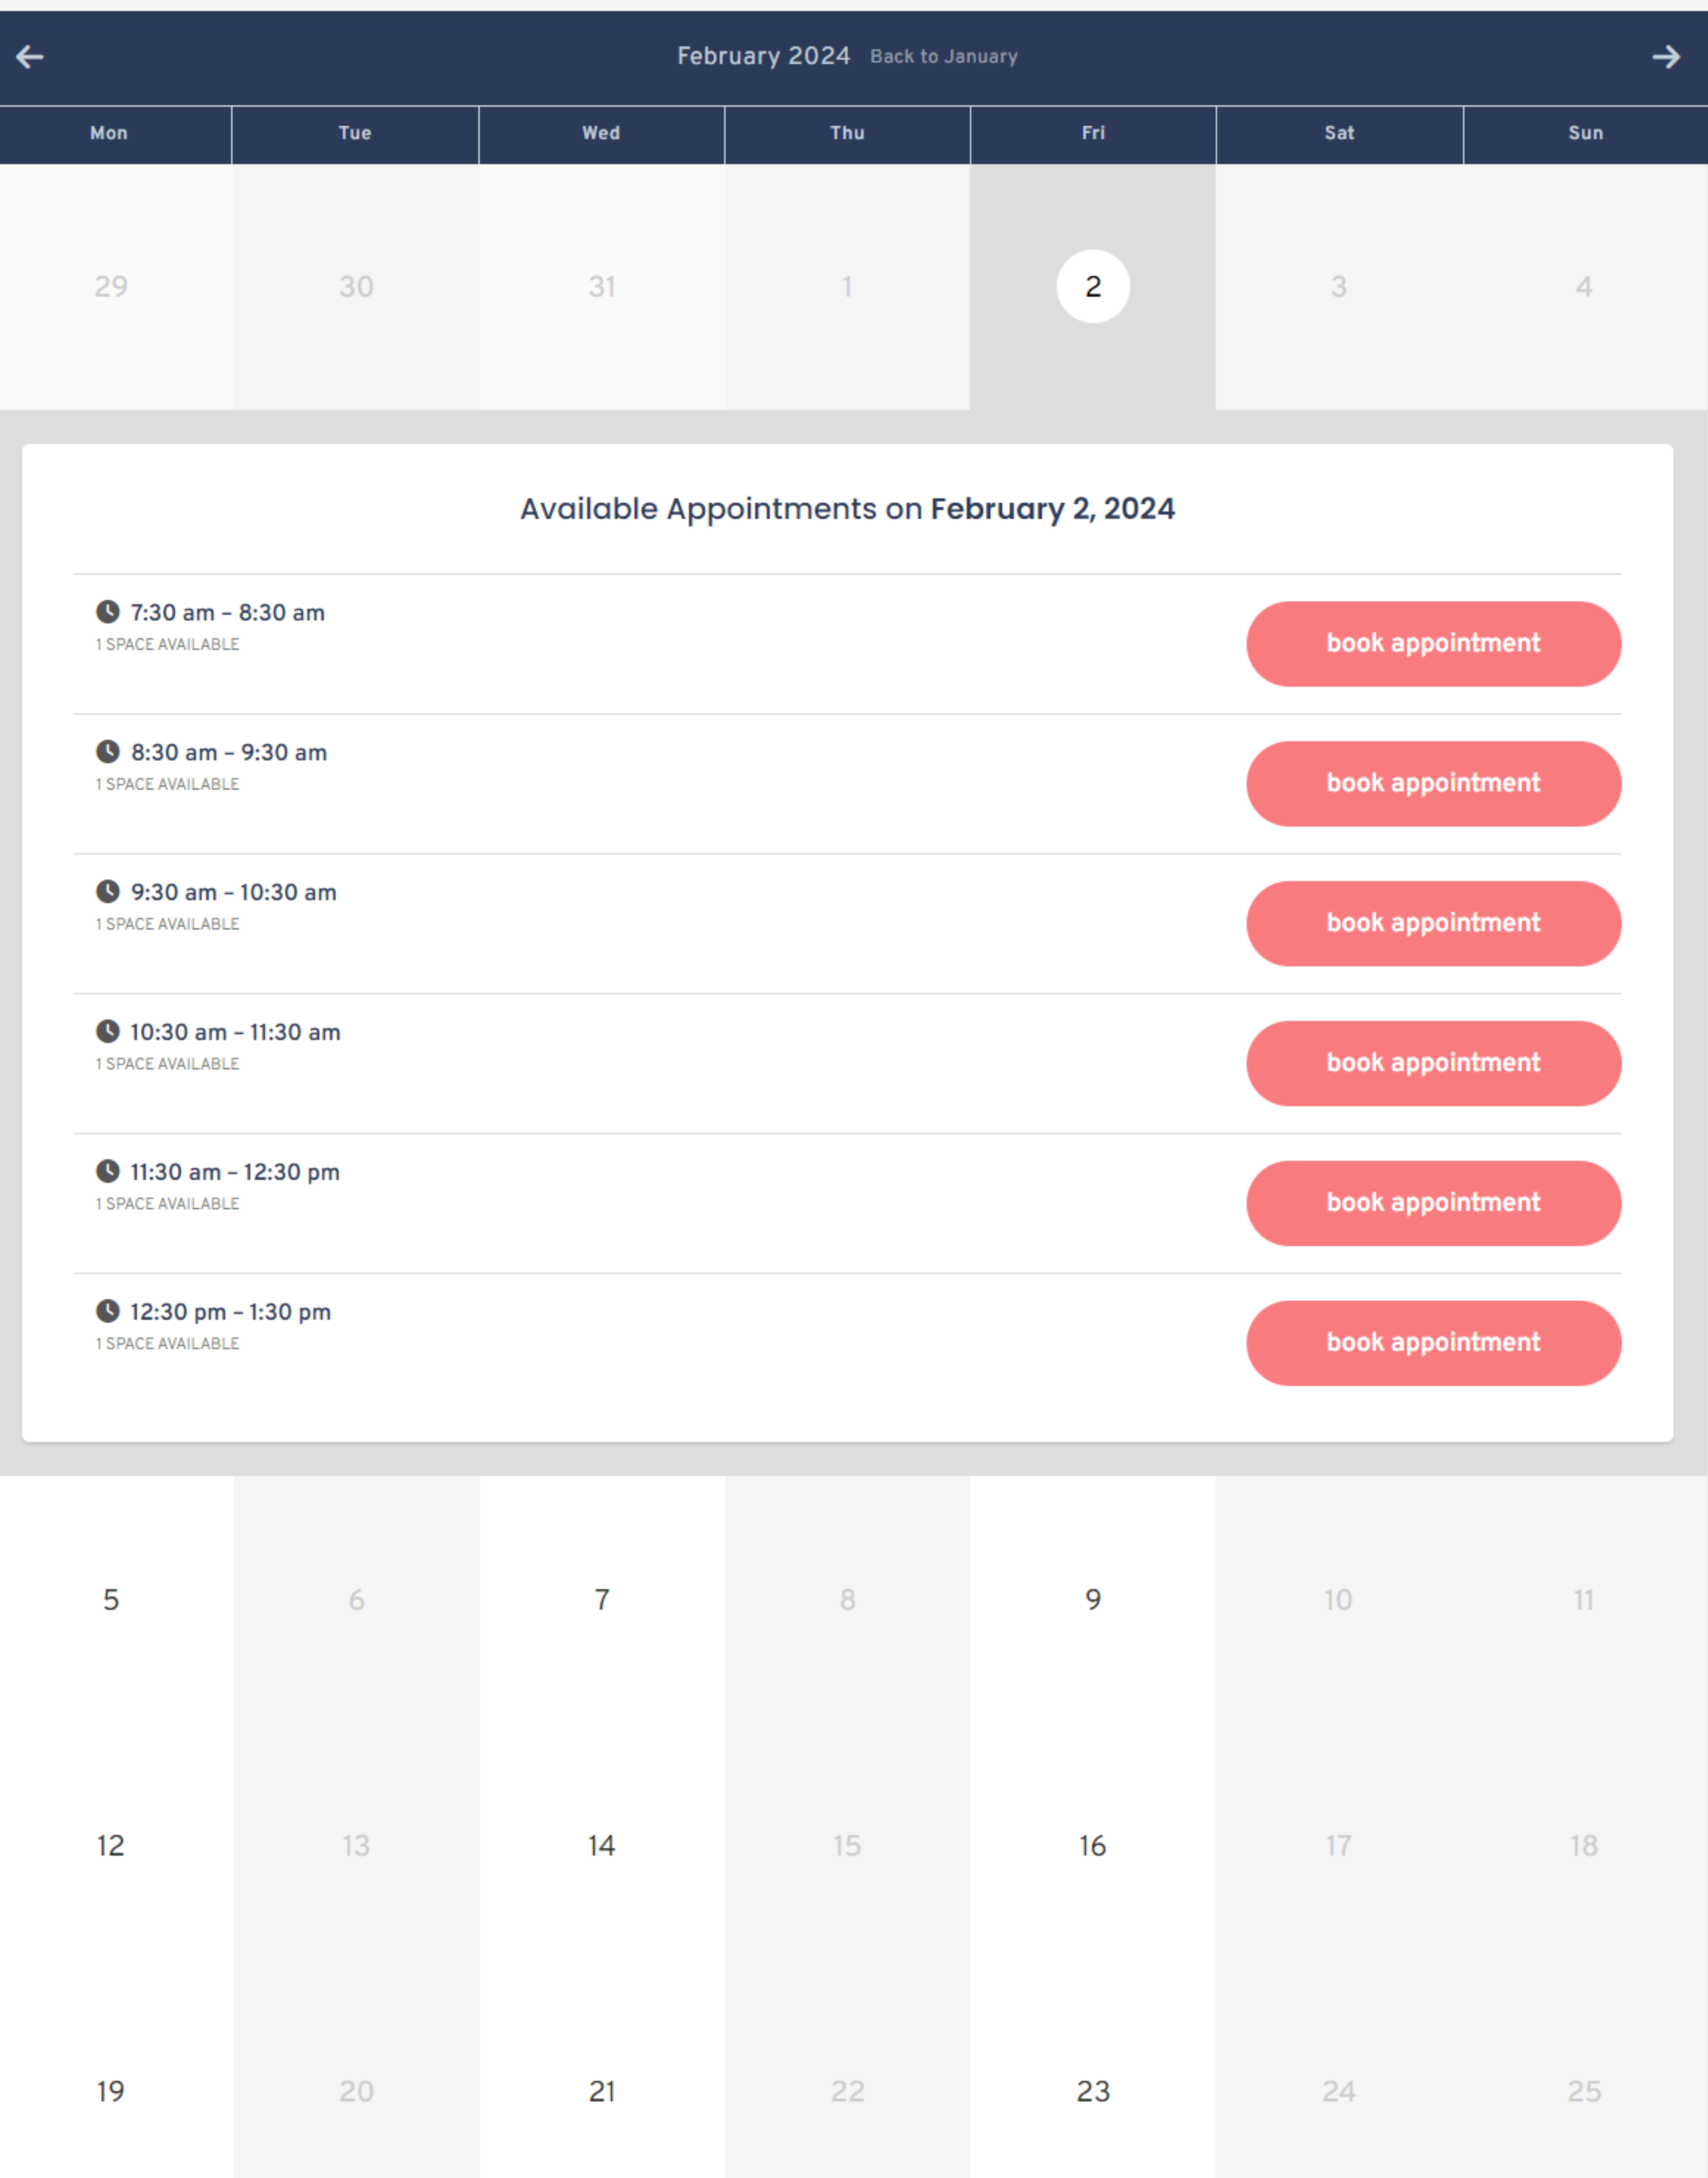 February 2024 Back to January
Mon Tue Wed Thu Fri Sat Sun
29 30 31 1 2 3 4
Available Appointments on February 2, 2024
7:30 am – 8:30 am
1 SPACE AVAILABLE
book appointment
8:30 am – 9:30 am
1 SPACE AVAILABLE
book appointment
9:30 am – 10:30 am
1 SPACE AVAILABLE
book appointment
10:30 am – 11:30 am
1 SPACE AVAILABLE
book appointment
11:30 am – 12:30 pm
1 SPACE AVAILABLE
book appointment
12:30 pm – 1:30 pm
1 SPACE AVAILABLE
book appointment
5 6 7 8 9 10 11
12 13 14 15 16 17 18
19 20 21 22 23 24 25